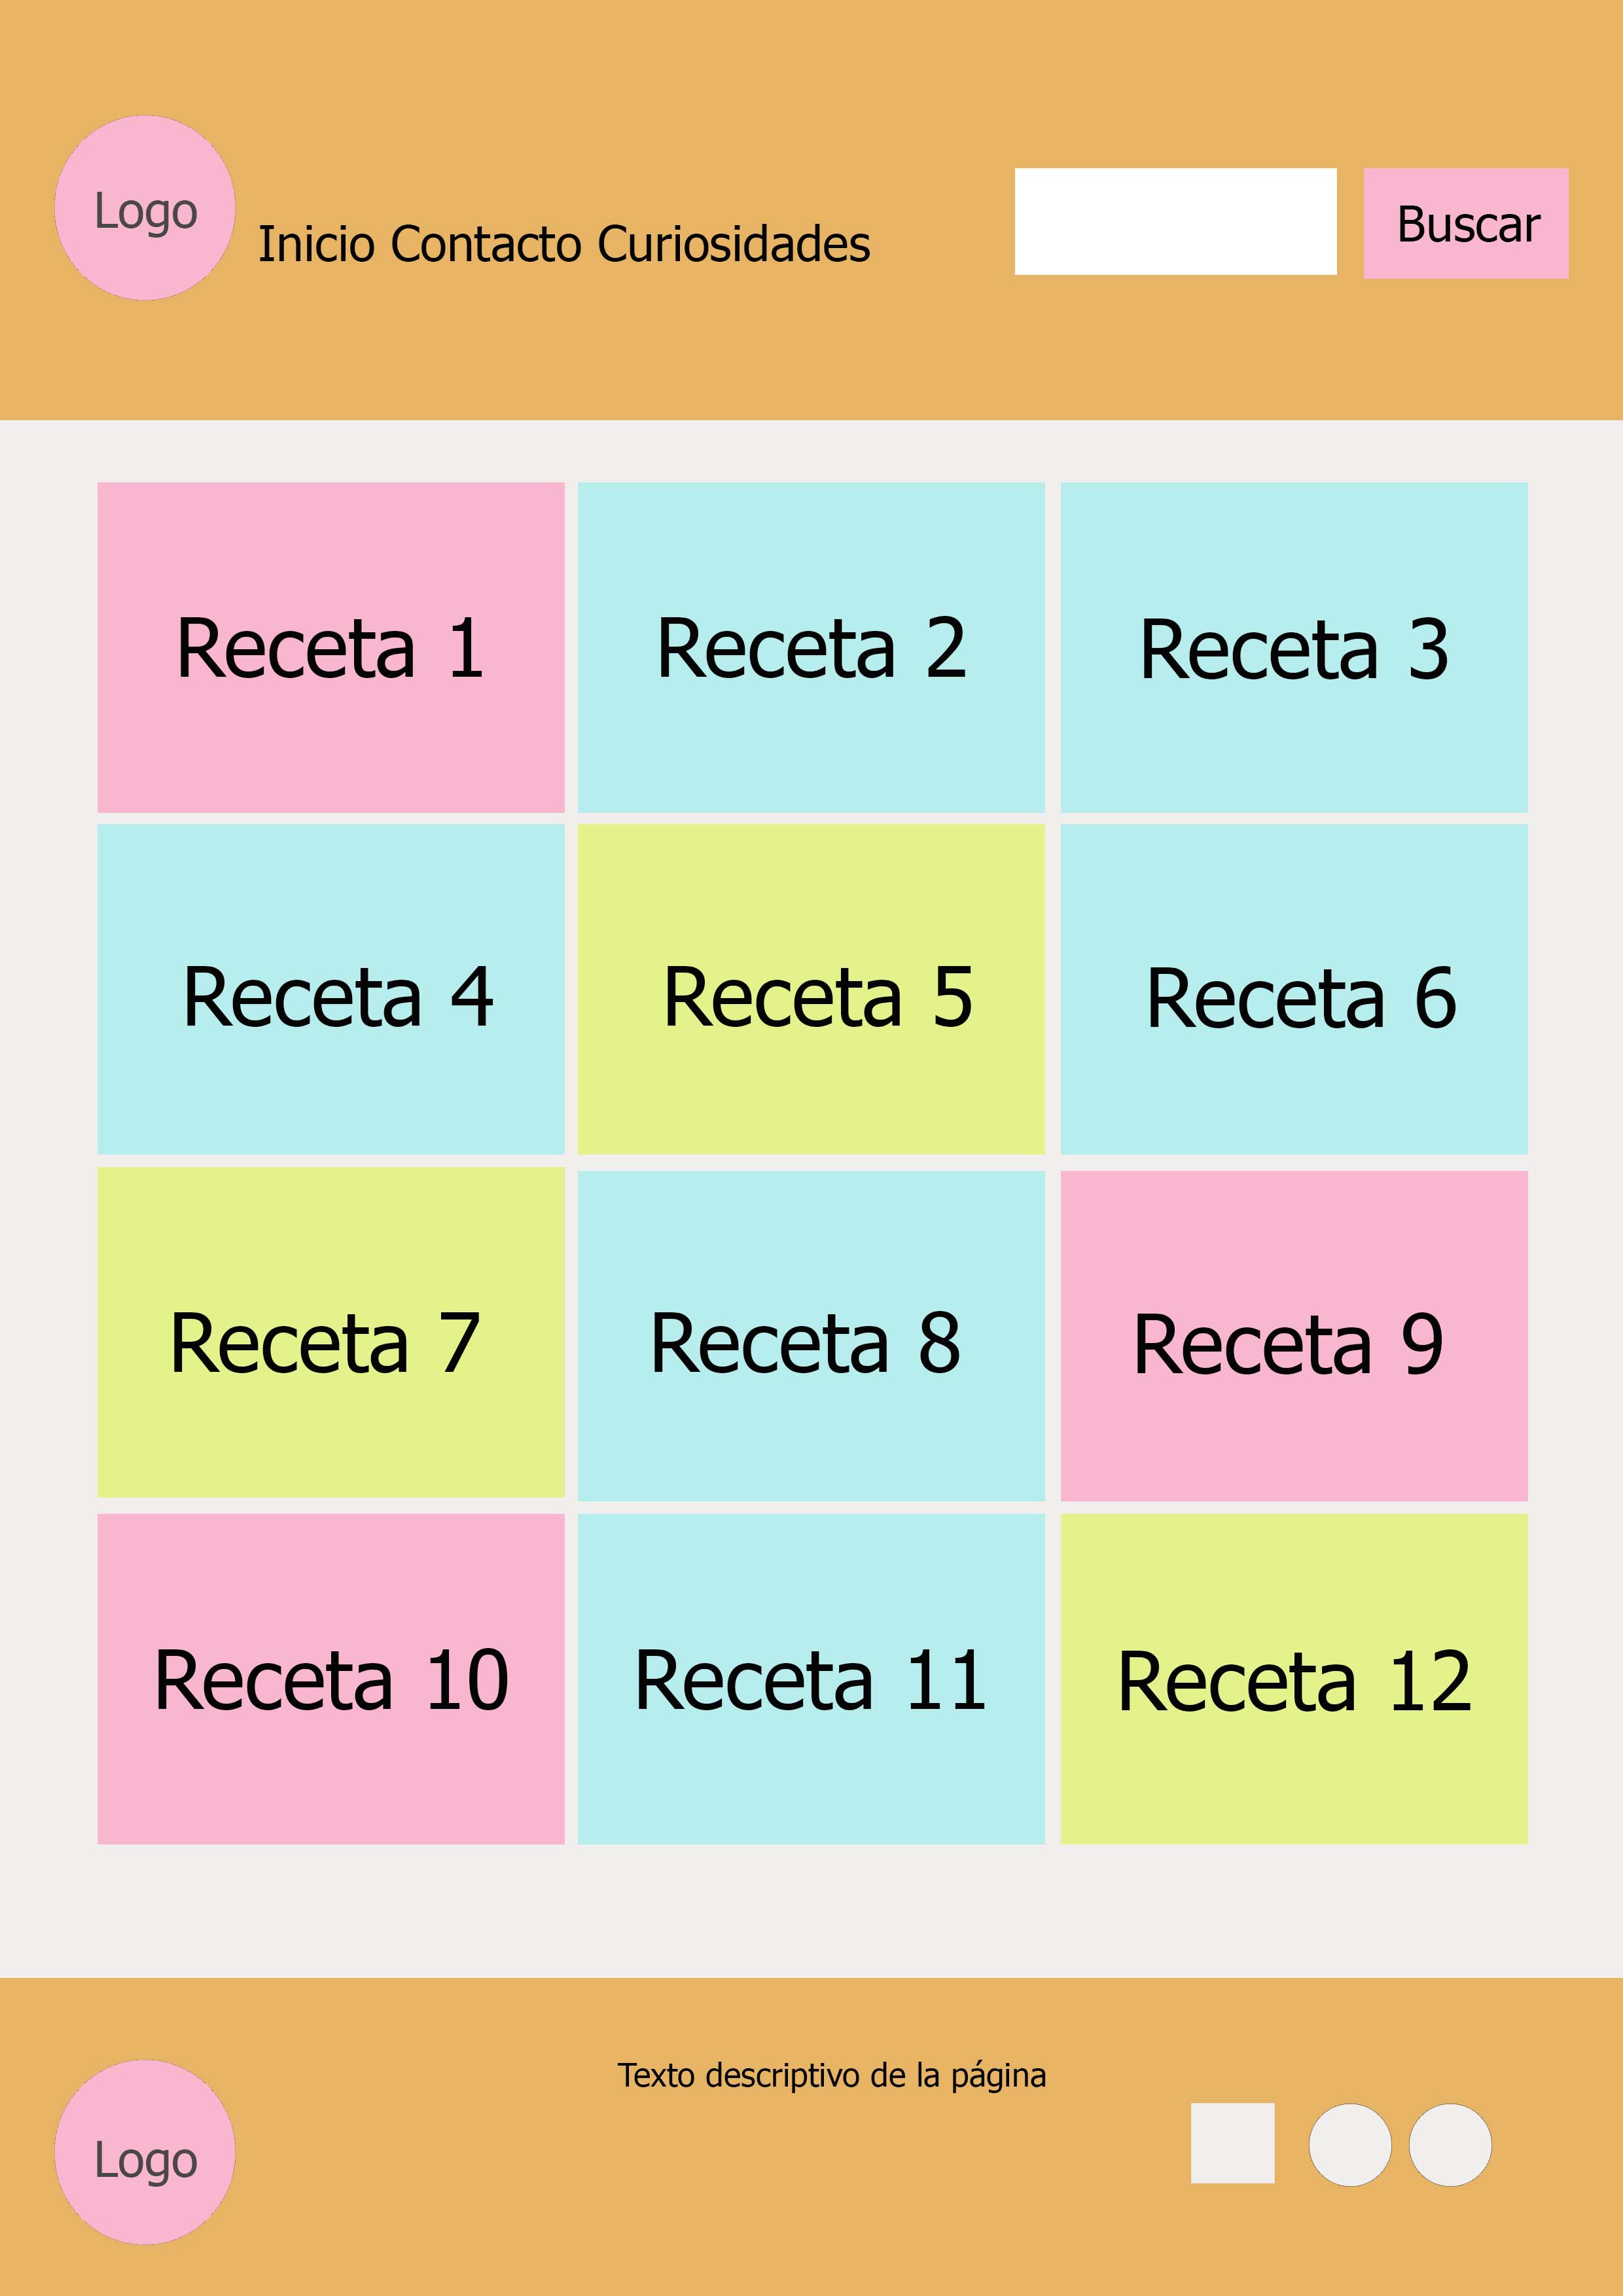 Logo
Inicio Contacto Curiosidades
Buscar
Receta 1
Receta 2
Receta 3
Receta 4
Receta 5
Receta 6
Receta 7
Receta 8
Receta 9
Receta 10
Receta 11
Receta 12
Texto descriptivo de la página
Logo